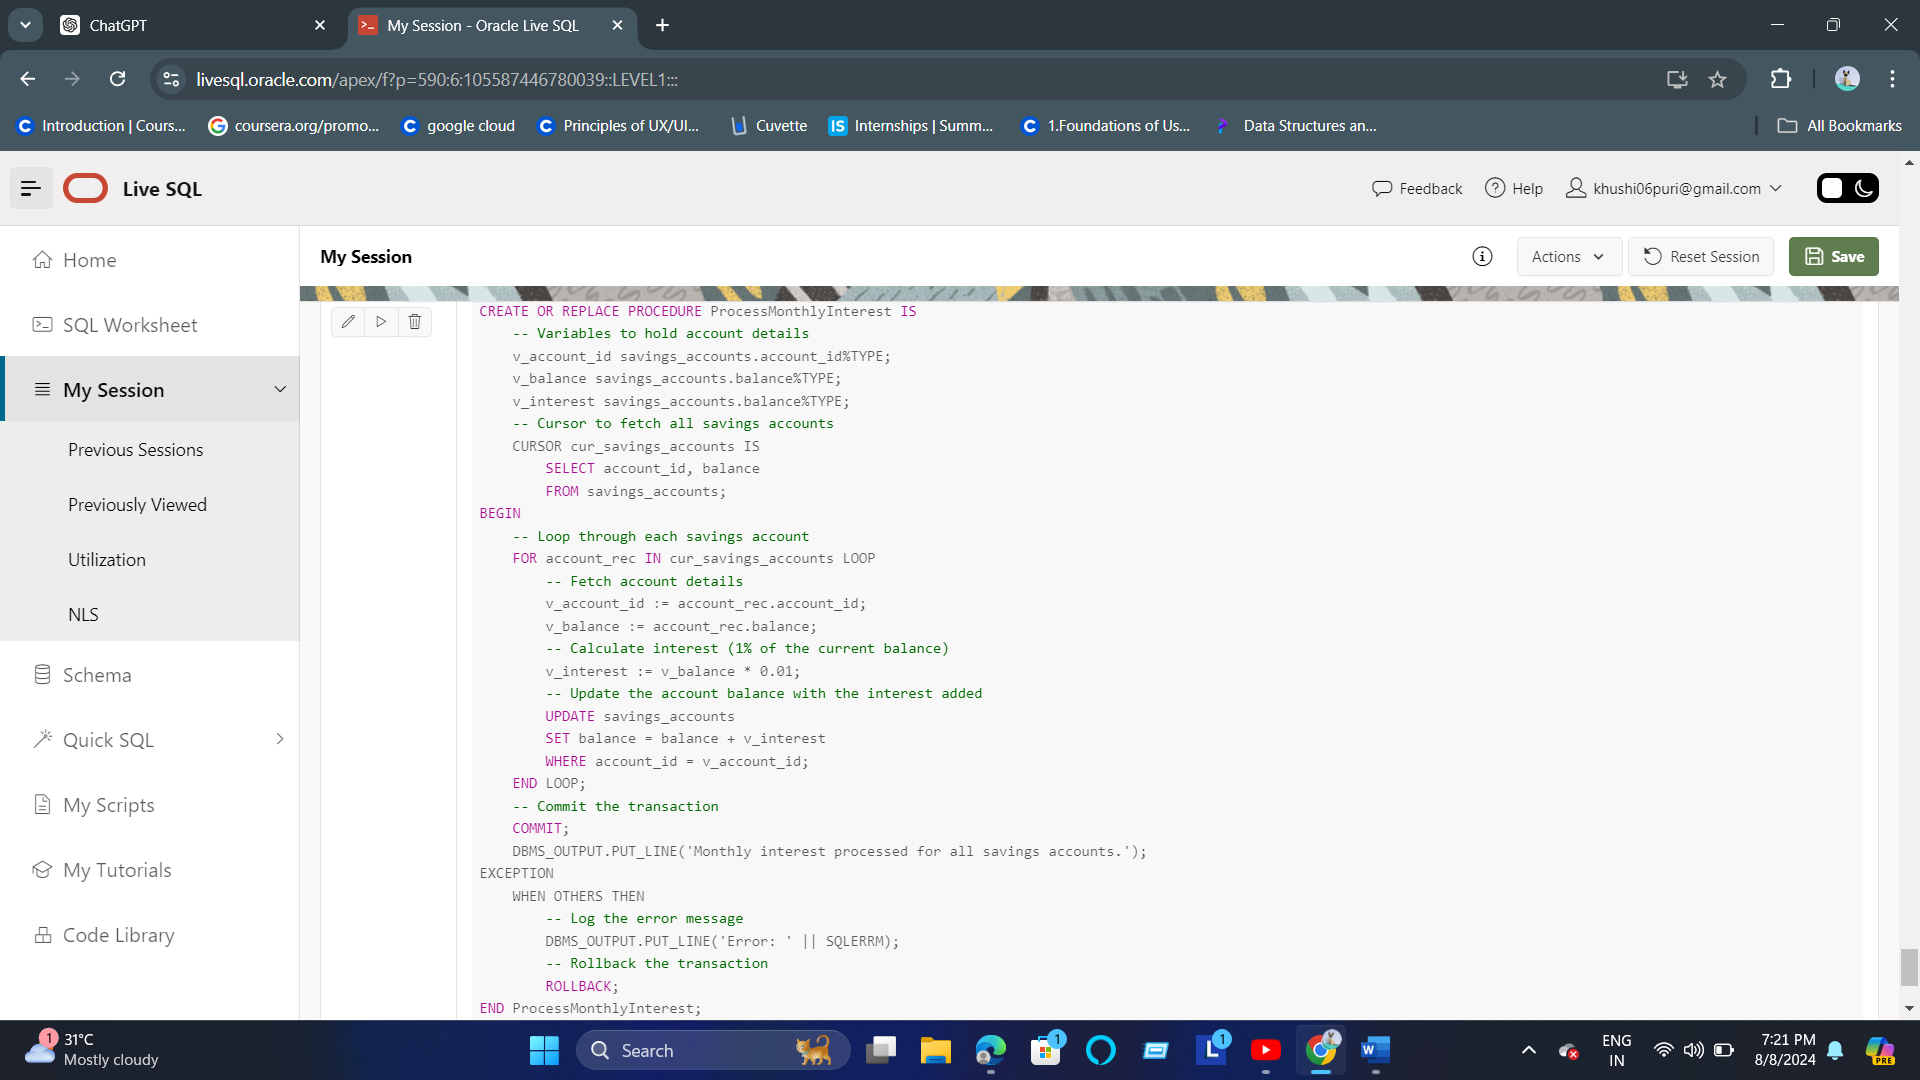 ChatGPT
My Session - Oracle Live SQL
livesql.oracle.com/apex/f?p=590:6:105587446780039::LEVEL1:::
Introduction | Cours...
coursera.org/promo...
google cloud
Principles of UX/UI...
Cuvette
Internships | Summ...
1.Foundations of Us...
Data Structures an...
All Bookmarks
Live SQL
Feedback
Help
khushi06puri@gmail.com
Home
SQL Worksheet
My Session
Previous Sessions
Previously Viewed
Utilization
NLS
Schema
Quick SQL
My Scripts
My Tutorials
Code Library
My Session
Actions
Reset Session
Save
CREATE OR REPLACE PROCEDURE ProcessMonthlyInterest IS
-- Variables to hold account details
v_account_id savings_accounts.account_id%TYPE;
v_balance savings_accounts.balance%TYPE;
v_interest savings_accounts.balance%TYPE;
-- Cursor to fetch all savings accounts
CURSOR cur_savings_accounts IS
SELECT account_id, balance
FROM savings_accounts;
BEGIN
-- Loop through each savings account
FOR account_rec IN cur_savings_accounts LOOP
-- Fetch account details
v_account_id := account_rec.account_id;
v_balance := account_rec.balance;
-- Calculate interest (1% of the current balance)
v_interest := v_balance * 0.01;
-- Update the account balance with the interest added
UPDATE savings_accounts
SET balance = balance + v_interest
WHERE account_id = v_account_id;
END LOOP;
-- Commit the transaction
COMMIT;
DBMS_OUTPUT.PUT_LINE('Monthly interest processed for all savings accounts.');
EXCEPTION
WHEN OTHERS THEN
-- Log the error message
DBMS_OUTPUT.PUT_LINE('Error: ' || SQLERRM);
-- Rollback the transaction
ROLLBACK;
END ProcessMonthlyInterest;
1
31°C
Mostly cloudy
Search
1
L
1
W
ENG
IN
7:21 PM
8/8/2024
PRE